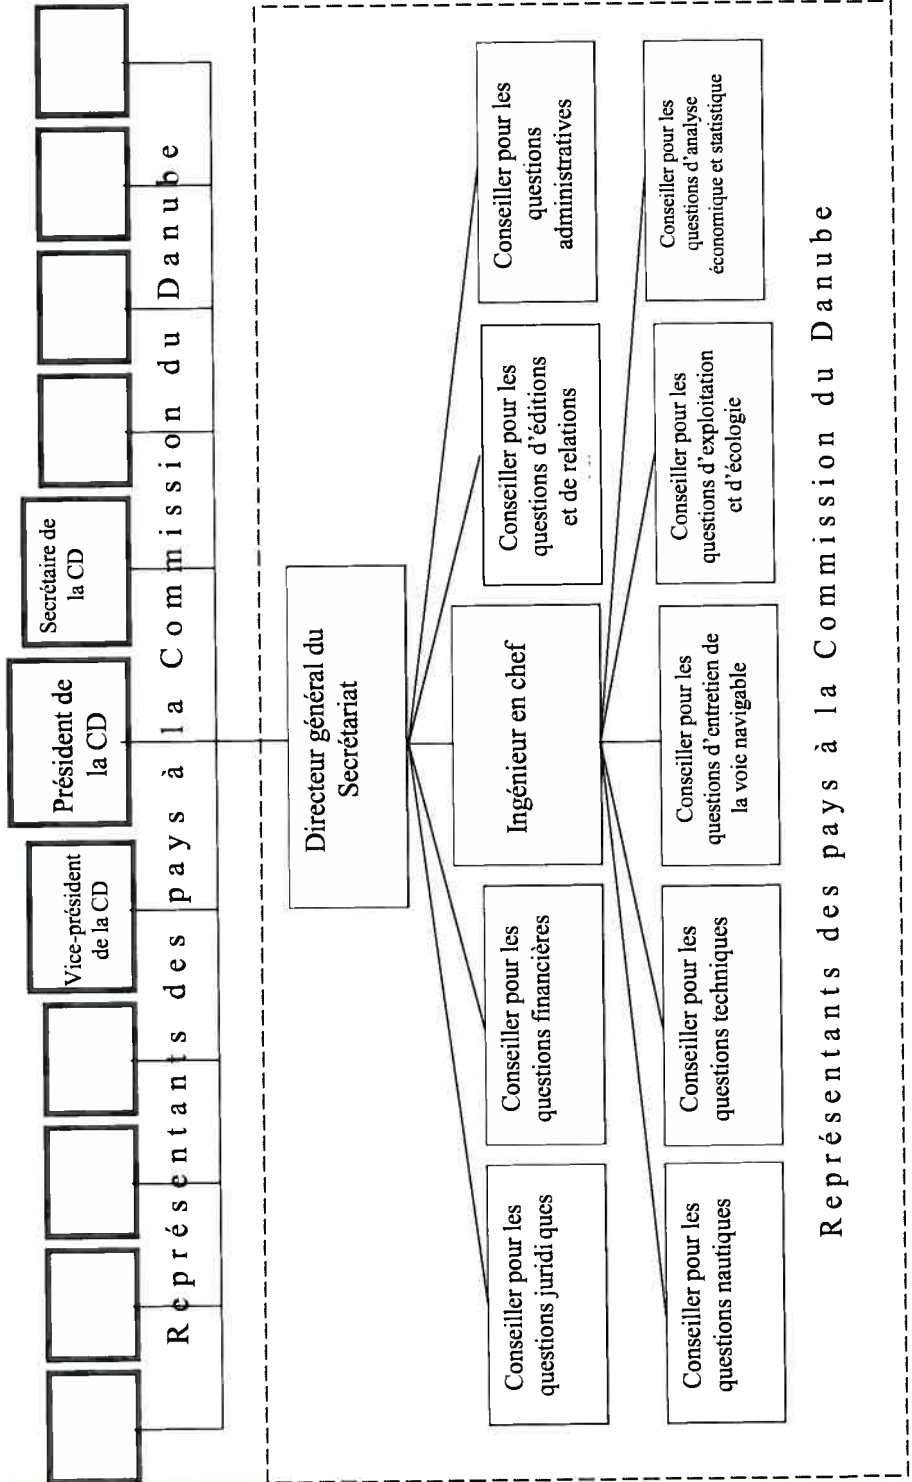 Vice-président
de la CD
Président de
la CD
Secrétaire de
la CD
Représentants des pays à la Commission du Danube
Directeur général du
Secrétariat
Conseiller pour les
questions juridiques
Conseiller pour les
questions financières
Ingénieur en chef
Conseiller pour les
questions d'éditions
et de relations
Conseiller pour les
questions
administratives
Conseiller pour les
questions nautiques
Conseiller pour les
questions techniques
Conseiller pour les
questions d'entretien de
la voie navigable
Conseiller pour les
questions d'exploitation
et d'écologie
Conseiller pour les
questions d'analyse
économique et statistique
Représentants des pays à la Commission du Danube